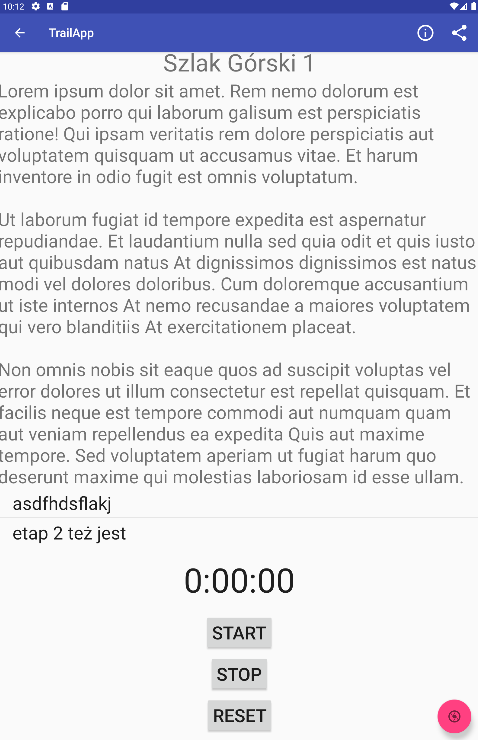 10:12
TrailApp
Szlak Górski 1
Lorem ipsum dolor sit amet. Rem nemo dolorum est
explicabo porro qui laborum galisum est perspiciatis
ratione! Qui ipsam veritatis rem dolore perspiciatis aut
voluptatem quisquam ut accusamus vitae. Et harum
inventore in odio fugit est omnis voluptatum.
Ut laborum fugiat id tempore expedita est aspernatur
repudiandae. Et laudantium nulla sed quia odit et quis iusto
aut quibusdam natus At dignissimos dignissimos est natus
modi vel dolores doloribus. Cum doloremque accusantium
ut iste internos At nemo recusandae a maiores voluptatem
qui vero blanditiis At exercitationem placeat.
Non omnis nobis sit eaque quos ad suscipit voluptas vel
error dolores ut illum consectetur est repellat quisquam. Et
facilis neque est tempore commodi aut numquam quam
aut veniam repellendus ea expedita Quis aut maxime
tempore. Sed voluptatem aperiam ut fugiat harum quo
deserunt maxime qui molestias laboriosam id esse ullam.
asdfhdsflakj
etap 2 też jest
0:00:00
START
STOP
RESET